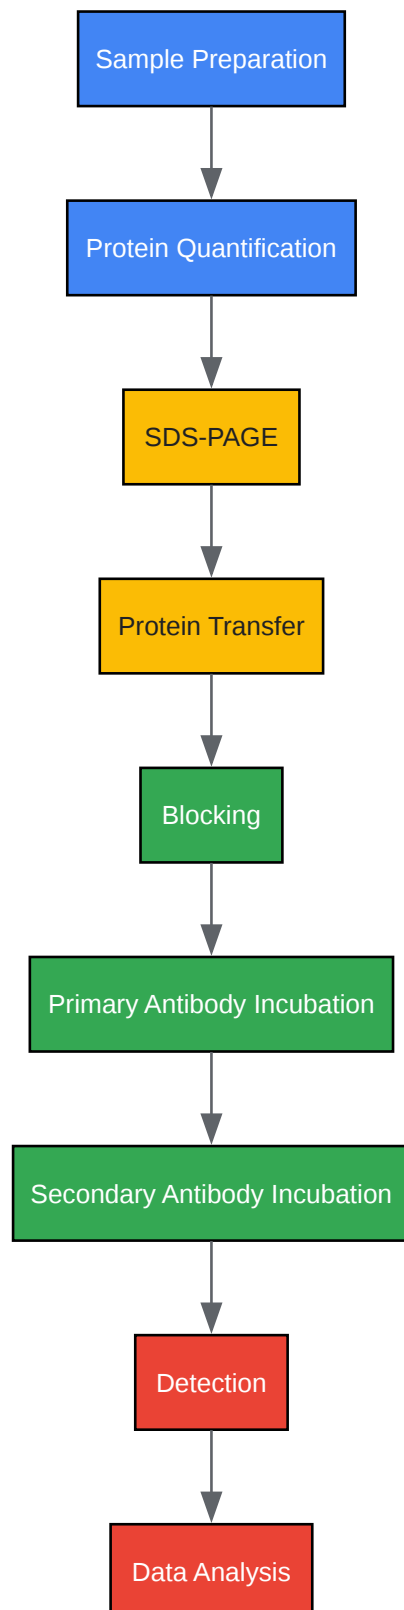 Sample Preparation
Protein Quantification
SDS-PAGE
Protein Transfer
Blocking
Primary Antibody Incubation
Secondary Antibody Incubation
Detection
Data Analysis